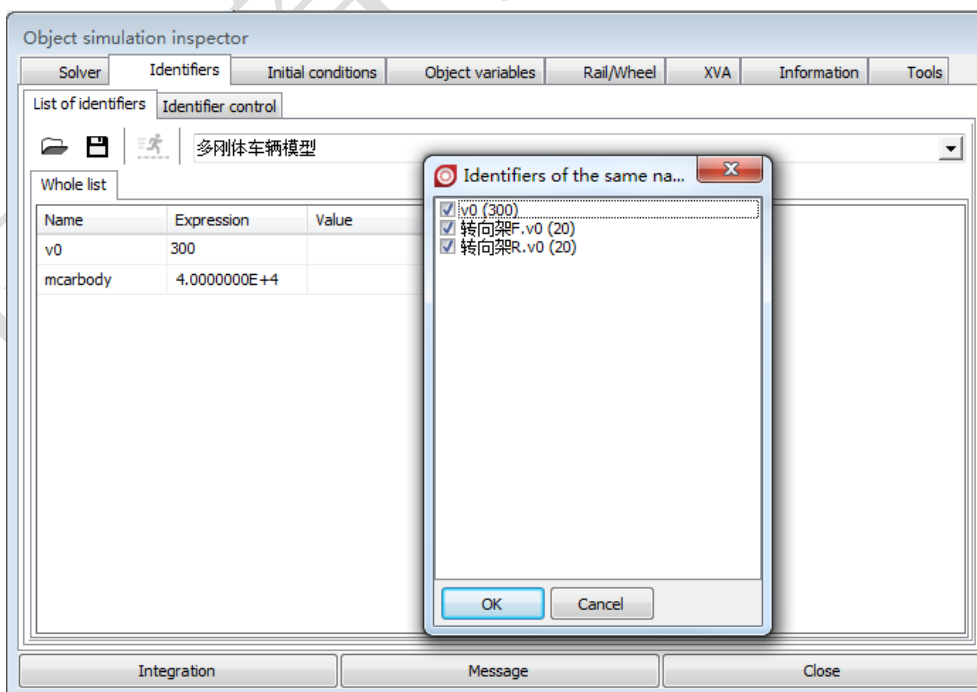 Object simulation inspector
Solver Identifiers Initial conditions Object variables Rail/Wheel XVA Information Tools
List of identifiers Identifier control
多刚体车辆模型
Whole list
Name Expression Value
v0 300
mcarbody 4.0000000E+4
Identifiers of the same na...
v0 (300)
转向架F.v0 (20)
转向架R.v0 (20)
OK Cancel
Integration Message Close